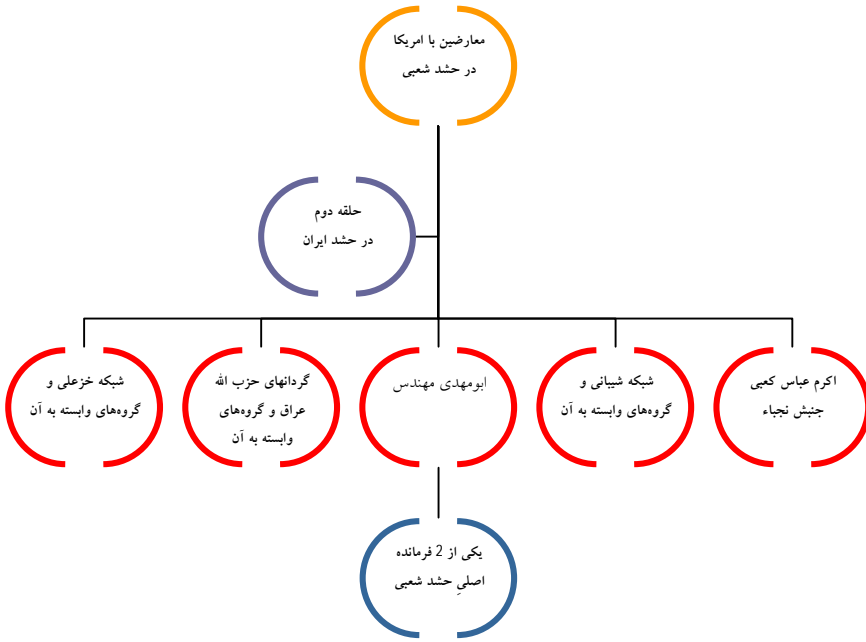 معارضین با امریکا
در حشد شعبی
حلقه دوم
در حشد ایران
اکرم عباس کعبی
جنبش نجباء
شبکه شیبانی و
گروه‌های وابسته به آن
ابومهدی مهندس
گردانهای حزب الله
عراق و گروه‌های
وابسته به آن
شبکه خزعلی و
گروه‌های وابسته به آن
یکی از 2 فرمانده
اصلیِ حشد شعبی